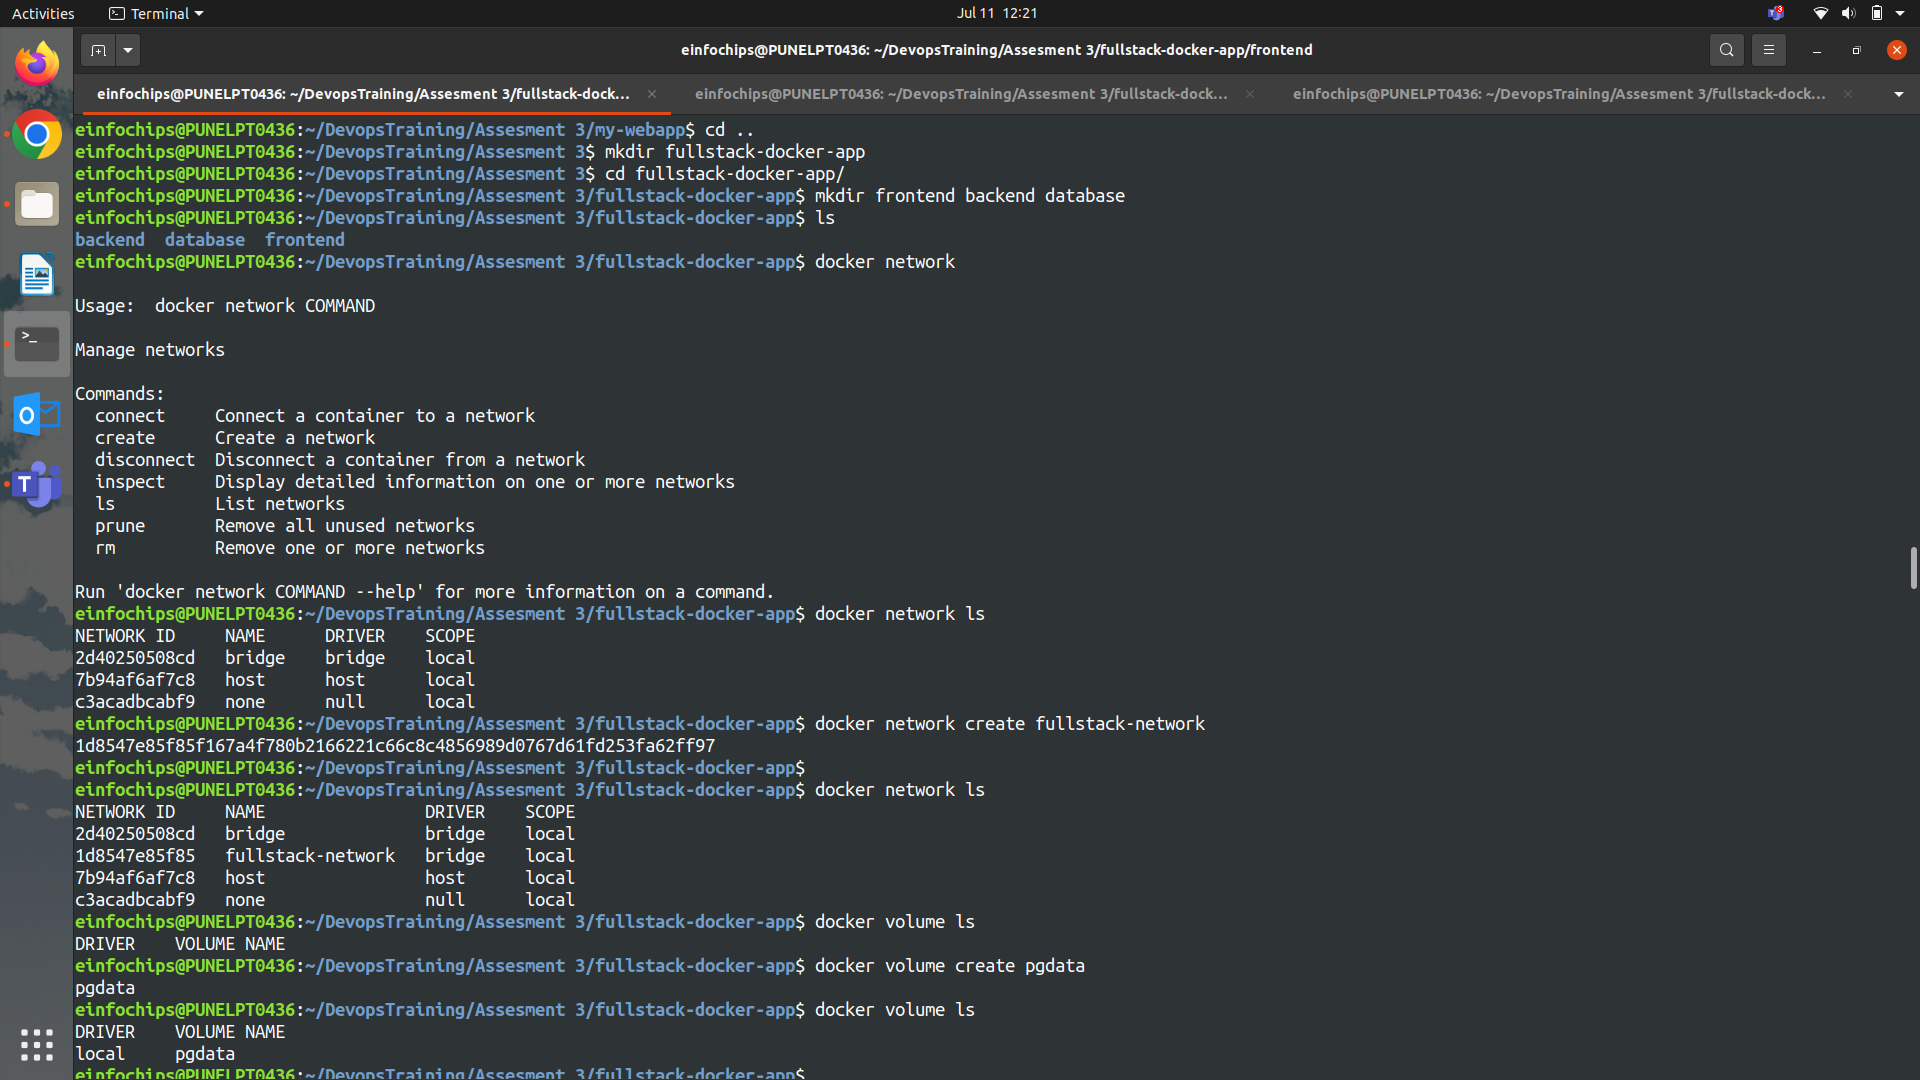 Activities
Terminal
Jul 11 12:21
3
einfochips@PUNELPT0436: ~/DevopsTraining/Assesment 3/fullstack-docker-app/frontend
einfochips@PUNELPT0436: ~/DevopsTraining/Assesment 3/fullstack-dock...
einfochips@PUNELPT0436: ~/DevopsTraining/Assesment 3/fullstack-dock...
einfochips@PUNELPT0436: ~/DevopsTraining/Assesment 3/fullstack-dock...
einfochips@PUNELPT0436:~/DevopsTraining/Assesment 3/my-webapp$ cd ..
einfochips@PUNELPT0436:~/DevopsTraining/Assesment 3$ mkdir fullstack-docker-app
einfochips@PUNELPT0436:~/DevopsTraining/Assesment 3$ cd fullstack-docker-app/
einfochips@PUNELPT0436:~/DevopsTraining/Assesment 3/fullstack-docker-app$ mkdir frontend backend database
einfochips@PUNELPT0436:~/DevopsTraining/Assesment 3/fullstack-docker-app$ ls
backend  database  frontend
einfochips@PUNELPT0436:~/DevopsTraining/Assesment 3/fullstack-docker-app$ docker network

Usage:  docker network COMMAND

Manage networks

Commands:
  connect     Connect a container to a network
  create      Create a network
  disconnect  Disconnect a container from a network
  inspect     Display detailed information on one or more networks
  ls          List networks
  prune       Remove all unused networks
  rm          Remove one or more networks

Run 'docker network COMMAND --help' for more information on a command.
einfochips@PUNELPT0436:~/DevopsTraining/Assesment 3/fullstack-docker-app$ docker network ls
NETWORK ID     NAME      DRIVER    SCOPE
2d40250508cd   bridge    bridge    local
7b94af6af7c8   host      host      local
c3acadbcabf9   none      null      local
einfochips@PUNELPT0436:~/DevopsTraining/Assesment 3/fullstack-docker-app$ docker network create fullstack-network
1d8547e85f85f167a4f780b2166221c66c8c4856989d0767d61fd253fa62ff97
einfochips@PUNELPT0436:~/DevopsTraining/Assesment 3/fullstack-docker-app$
einfochips@PUNELPT0436:~/DevopsTraining/Assesment 3/fullstack-docker-app$ docker network ls
NETWORK ID     NAME                DRIVER    SCOPE
2d40250508cd   bridge              bridge    local
1d8547e85f85   fullstack-network   bridge    local
7b94af6af7c8   host                host      local
c3acadbcabf9   none                null      local
einfochips@PUNELPT0436:~/DevopsTraining/Assesment 3/fullstack-docker-app$ docker volume ls
DRIVER    VOLUME NAME
einfochips@PUNELPT0436:~/DevopsTraining/Assesment 3/fullstack-docker-app$ docker volume create pgdata
pgdata
einfochips@PUNELPT0436:~/DevopsTraining/Assesment 3/fullstack-docker-app$ docker volume ls
DRIVER    VOLUME NAME
local     pgdata
einfochips@PUNELPT0436:~/DevopsTraining/Assesment 3/fullstack-docker-app$